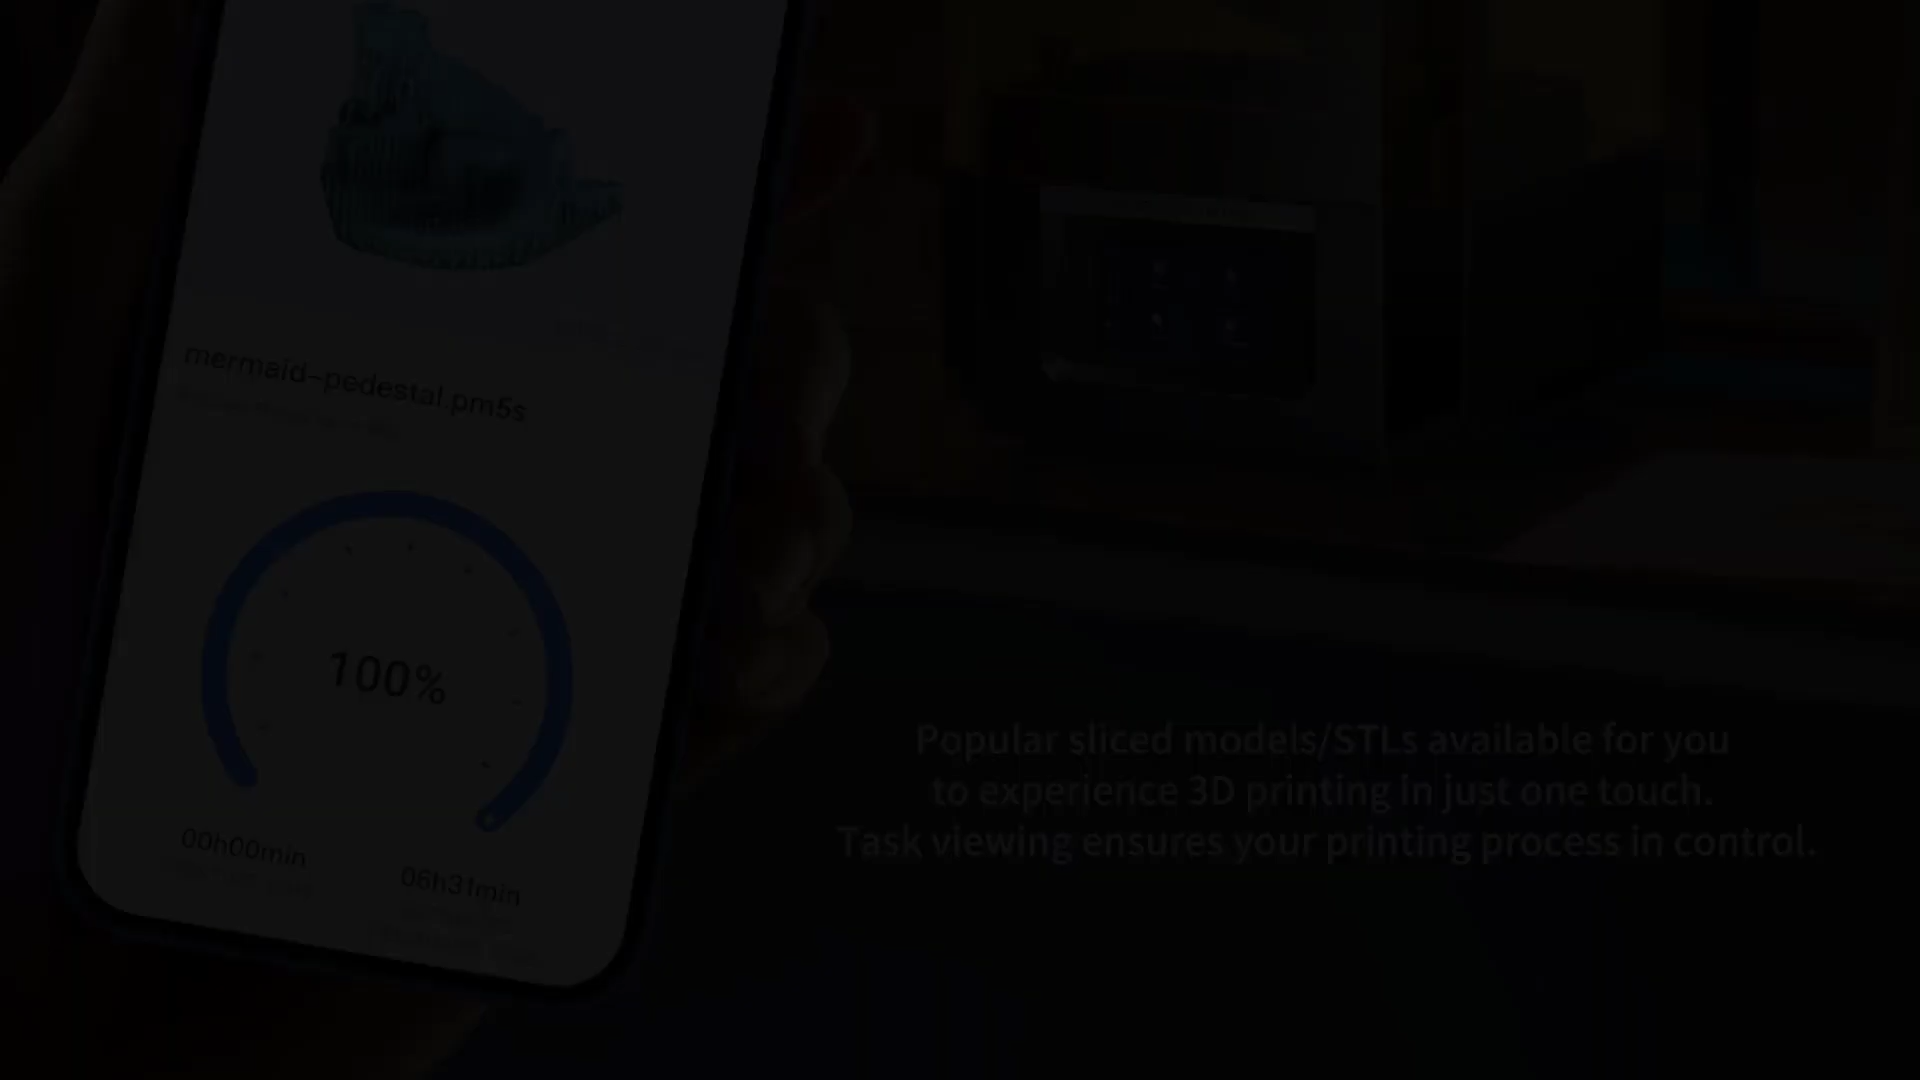 mermaid-pedestal.pm5s
100%
00h00min
06h31min
Popular sliced models/STLs available for you
to experience 3D printing in just one touch.
Task viewing ensures your printing process in control.